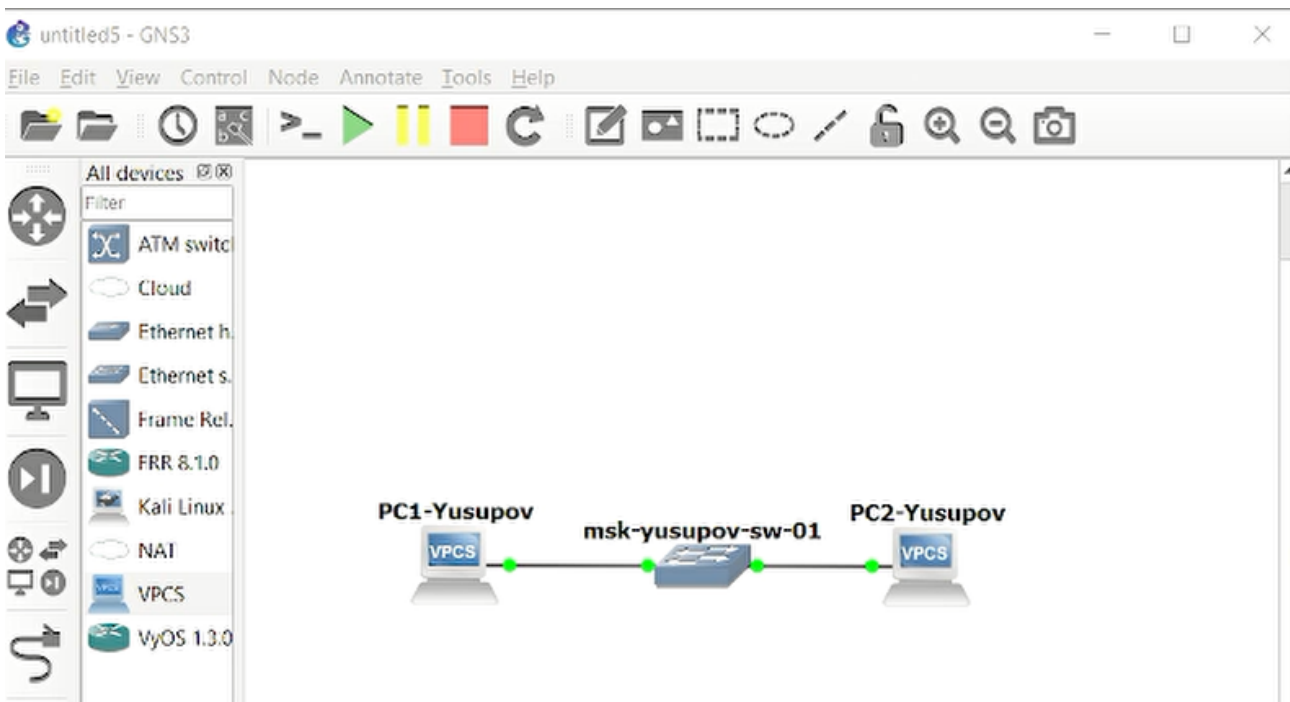 untitled5 - GNS3
File Edit View Control Node Annotate Tools Help
All devices
Filter
ATM switc
Cloud
Ethernet h.
Ethernet s.
Frame Rel.
FRR 8.1.0
Kali Linux .
NAT
VPCS
VyOS 1.3.0
PC1-Yusupov
msk-yusupov-sw-01
PC2-Yusupov
VPCS
VPCS